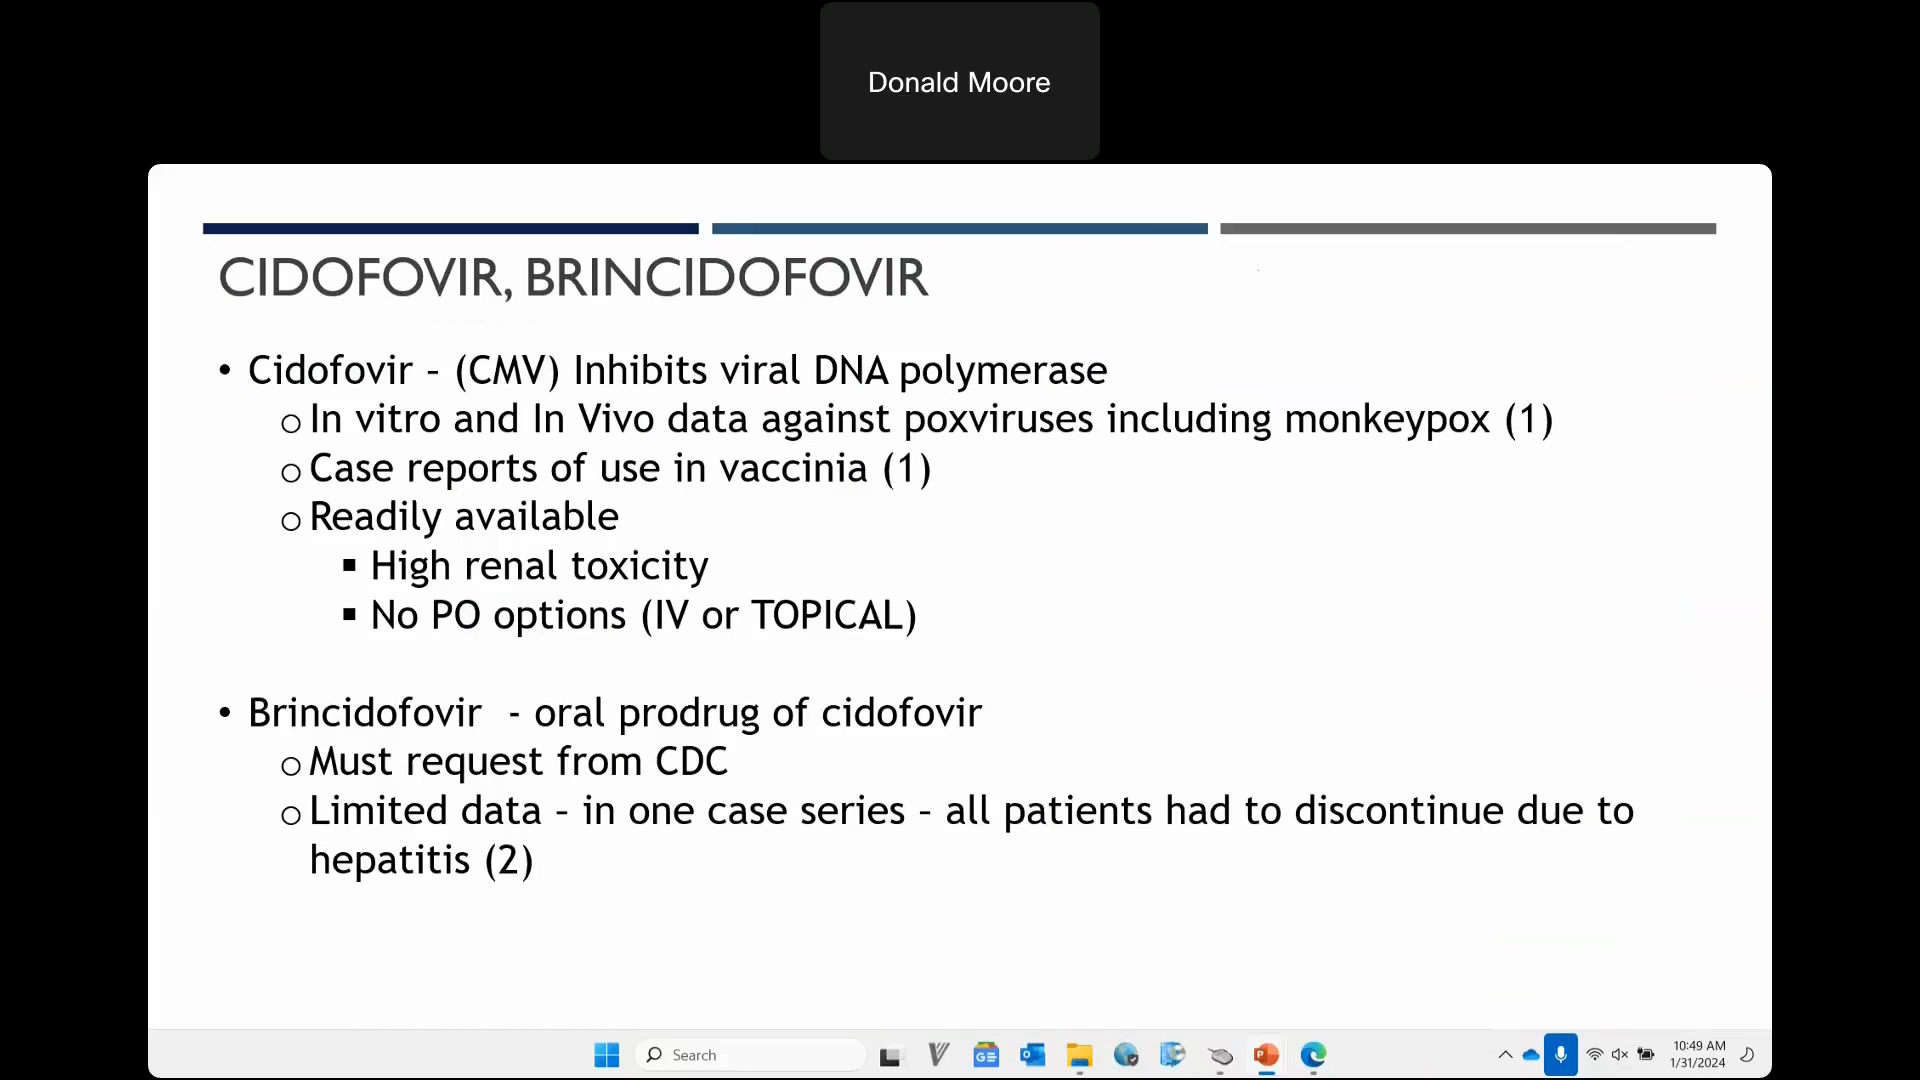 Donald Moore
CIDOFOVIR, BRINCIDOFOVIR
• Cidofovir – (CMV) Inhibits viral DNA polymerase
o In vitro and In Vivo data against poxviruses including monkeypox (1)
o Case reports of use in vaccinia (1)
o Readily available
▪ High renal toxicity
▪ No PO options (IV or TOPICAL)
• Brincidofovir - oral prodrug of cidofovir
o Must request from CDC
o Limited data – in one case series – all patients had to discontinue due to
hepatitis (2)
Search
10:49 AM
1/31/2024